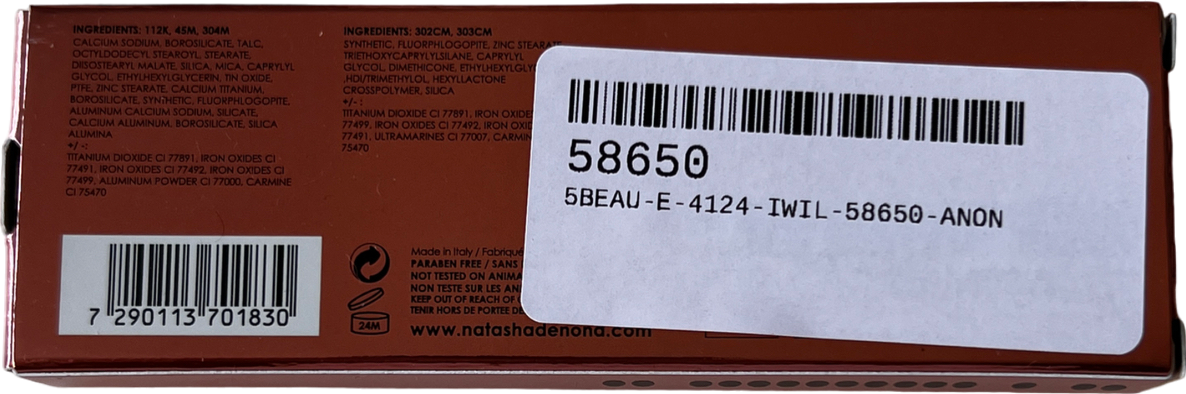 INGREDIENTS: 112K, 45M, 304M
CALCIUM SODIUM, BOROSILICATE, TALC,
OCTYLDODECYL STEAROYL, STEARATE,
DIISOSTEARYL MALATE, SILICA, MICA, CAPRYLYL
GLYCOL, ETHYLHEXYLGLYCERIN, TIN OXIDE,
PTFE, ZINC STEARATE, CALCIUM TITANIUM,
BOROSILICATE, SYNTHETIC, FLUORPHLOGOPITE,
ALUMINUM CALCIUM SODIUM, SILICATE,
CALCIUM ALUMINUM, BOROSILICATE, SILICA
ALUMINA
+/ -:
TITANIUM DIOXIDE CI 77891, IRON OXIDES CI
77491, IRON OXIDES CI 77492, IRON OXIDES CI
77499, ALUMINUM POWDER CI 77000, CARMINE
CI 75470
INGREDIENTS: 302CM, 303CM
SYNTHETIC, FLUORPHLOGOPITE, ZINC STEARATE
TRIETHOXYCAPRYLYLSILANE, CAPRYLYL
GLYCOL, DIMETHICONE, ETHYLHEXYLGLY
,HDI/TRIMETHYLOL, HEXYLLACTONE
CROSSPOLYMER, SILICA
+/- :
TITANIUM DIOXIDE CI 77891, IRON OXIDES
77499, IRON OXIDES CI 77492, IRON OXID
77491, ULTRAMARINES CI 77007, CARMIN
75470
58650
5BEAU-E-4124-IWIL-58650-ANON
7 290113 701830
24M
Made in Italy / Fabriqué
PARABEN FREE / SANS
NOT TESTED ON ANIMA
NON TESTE SUR LES AN
KEEP OUT OF REACH OF
TENIR HORS DE PORTEE DE
www.natashadenona.com